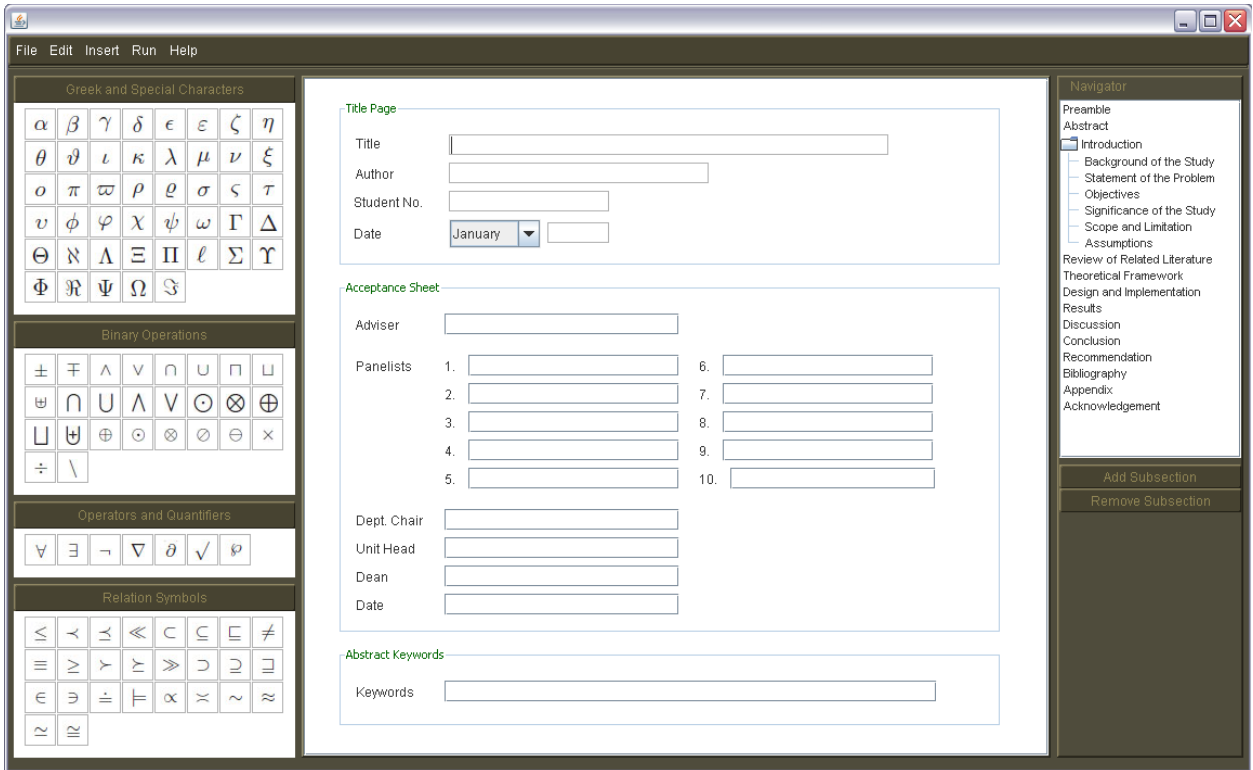 File Edit Insert Run Help
Greek and Special Characters
α β γ δ ϵ ε ζ η
θ ϑ ι κ λ μ ν ξ
ο π ϖ ρ ϱ σ ς τ
υ ϕ φ χ ψ ω Γ Δ
Θ ℵ Λ Ξ Π ℓ Σ ϒ
Φ ℜ Ψ Ω ℑ
Binary Operations
± ∓ ∧ ∨ ∩ ∪ ⊓ ⊔
⊎ ⋂ ⋃ ⋀ ⋁ ⨀ ⨂ ⨁
⨆ ⨄ ⊕ ⊙ ⊗ ⊘ ⊖ ×
÷ \
Operators and Quantifiers
∀ ∃ ¬ ∇ ∂ √ ℘
Relation Symbols
≤ ≺ ⪯ ≪ ⊂ ⊆ ⊑ ≠
≡ ≥ ≻ ⪰ ≫ ⊃ ⊇ ⊒
∈ ∋ ≐ ⊨ ∝ ≍ ∼ ≈
≃ ≅
Title Page
Title
Author
Student No.
Date January
Acceptance Sheet
Adviser
Panelists 1. 6.
2. 7.
3. 8.
4. 9.
5. 10.
Dept. Chair
Unit Head
Dean
Date
Abstract Keywords
Keywords
Navigator
Preamble
Abstract
Introduction
Background of the Study
Statement of the Problem
Objectives
Significance of the Study
Scope and Limitation
Assumptions
Review of Related Literature
Theoretical Framework
Design and Implementation
Results
Discussion
Conclusion
Recommendation
Bibliography
Appendix
Acknowledgement
Add Subsection
Remove Subsection